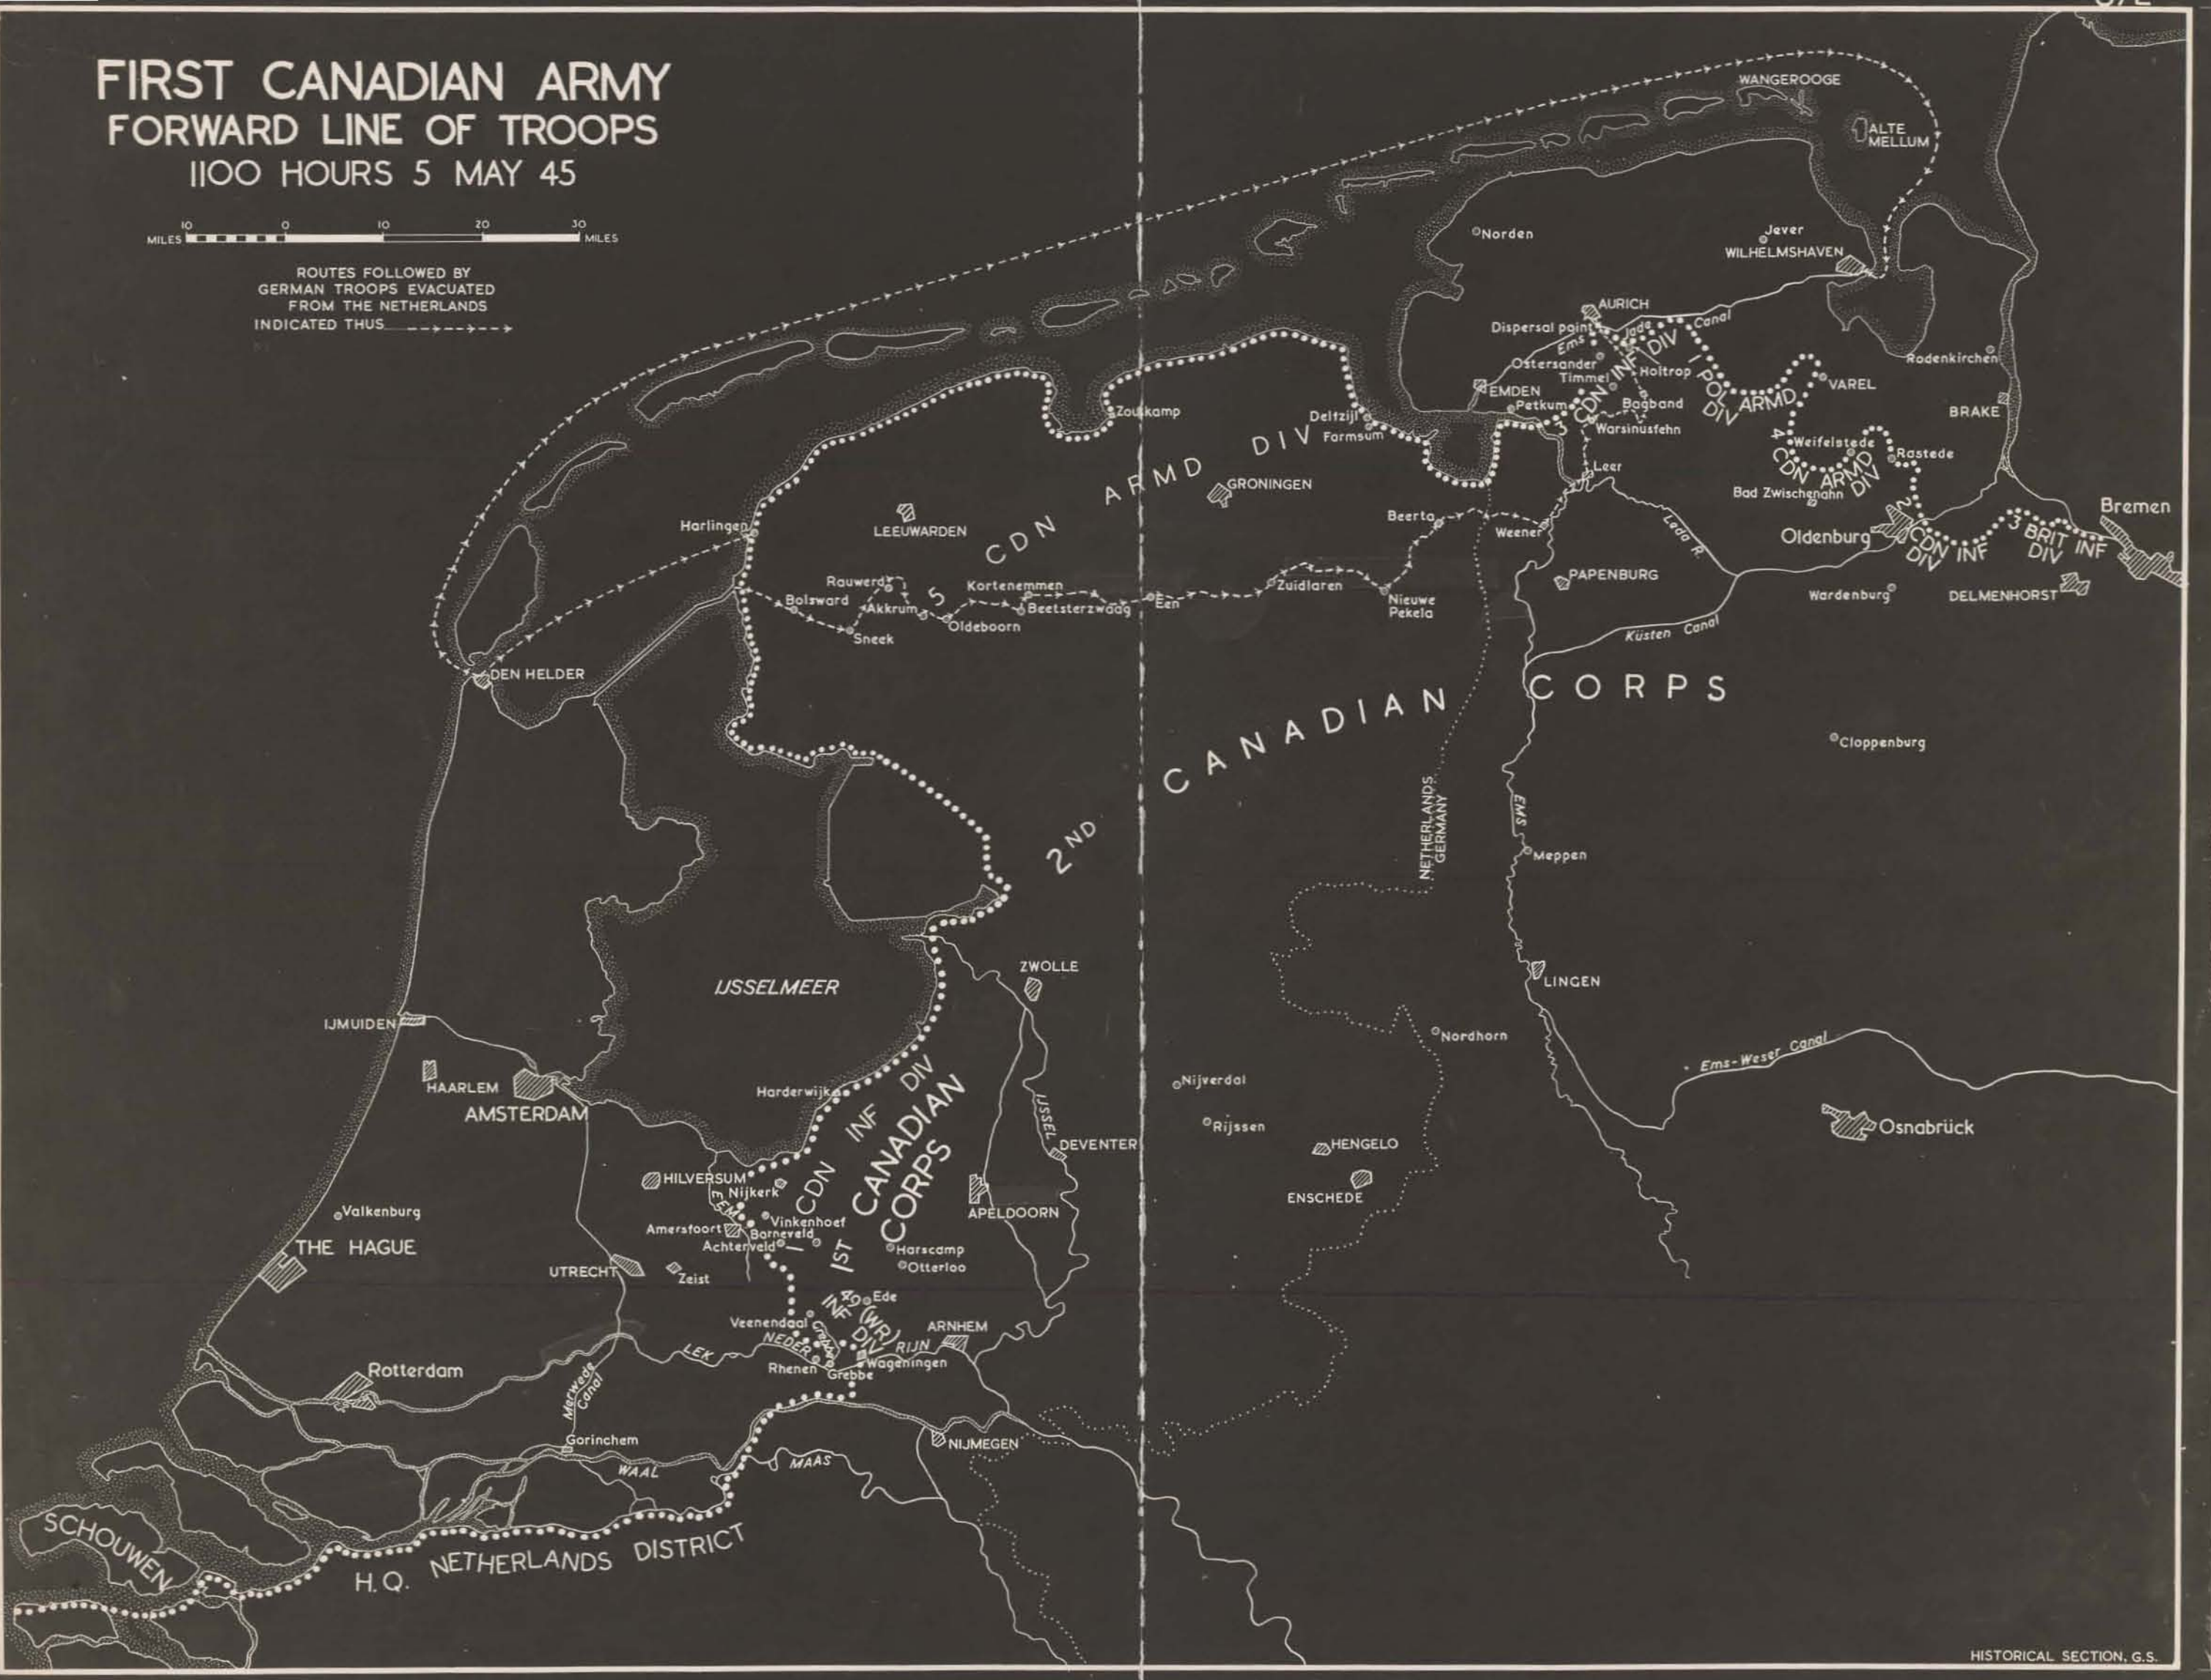 FIRST CANADIAN ARMY
FORWARD LINE OF TROOPS
1100 HOURS 5 MAY 45
10 0 10 20 30
MILES MILES
ROUTES FOLLOWED BY
GERMAN TROOPS EVACUATED
FROM THE NETHERLANDS
INDICATED THUS
WANGEROOGE
ALTE
MELLUM
Norden
Jever
WILHELMSHAVEN
AURICH
Dispersal point
Ems
Jade
Canal
Ostersander
Timmel
Holtrop
Rodenkirchen
EMDEN
Petkum
Bagband
Warsinusfehn
VAREL
BRAKE
3 CDN INF DIV
1 POL ARMD
DIV
4 CDN ARMD
DIV
Weifelstede
Rastede
Bad Zwischenahn
Leer
Zoutkamp
Delfzijl
Farmsum
5 CDN ARMD DIV
GRONINGEN
LEEUWARDEN
Harlingen
Beerta
Weener
Lada R.
Oldenburg
2 CDN INF
DIV
3 BRIT INF
DIV
Bremen
PAPENBURG
Wardenburg
DELMENHORST
Rauwerd
Bolsward
Akkrum
Sneek
Oldeboorn
Kortenemmen
Beetsterzwaag
Een
Zuidlaren
Nieuwe
Pekela
Küsten Canal
DEN HELDER
2ND CANADIAN CORPS
Cloppenburg
NETHERLANDS
GERMANY
EMS
Meppen
IJSSELMEER
ZWOLLE
LINGEN
IJMUIDEN
Nordhorn
Ems-Weser Canal
HAARLEM
AMSTERDAM
Harderwijk
Nijverdal
Rijssen
IJSSEL
DEVENTER
HENGELO
ENSCHEDE
Osnabrück
1 CDN INF DIV
1ST CANADIAN
CORPS
HILVERSUM
Nijkerk
EEM
Valkenburg
Amersfoort
Vinkenhoef
Barneveld
Achterveld
APELDOORN
THE HAGUE
Harscamp
Otterloo
UTRECHT
Zeist
Ede
49 (WR)
INF DIV
Veenendaal
Grebbe
ARNHEM
NEDER RIJN
LEK
Rhenen
Wageningen
Grebbe
Rotterdam
Merwede
Canal
Gorinchem
NIJMEGEN
WAAL
MAAS
SCHOUWEN
H.Q. NETHERLANDS DISTRICT
HISTORICAL SECTION, G.S.